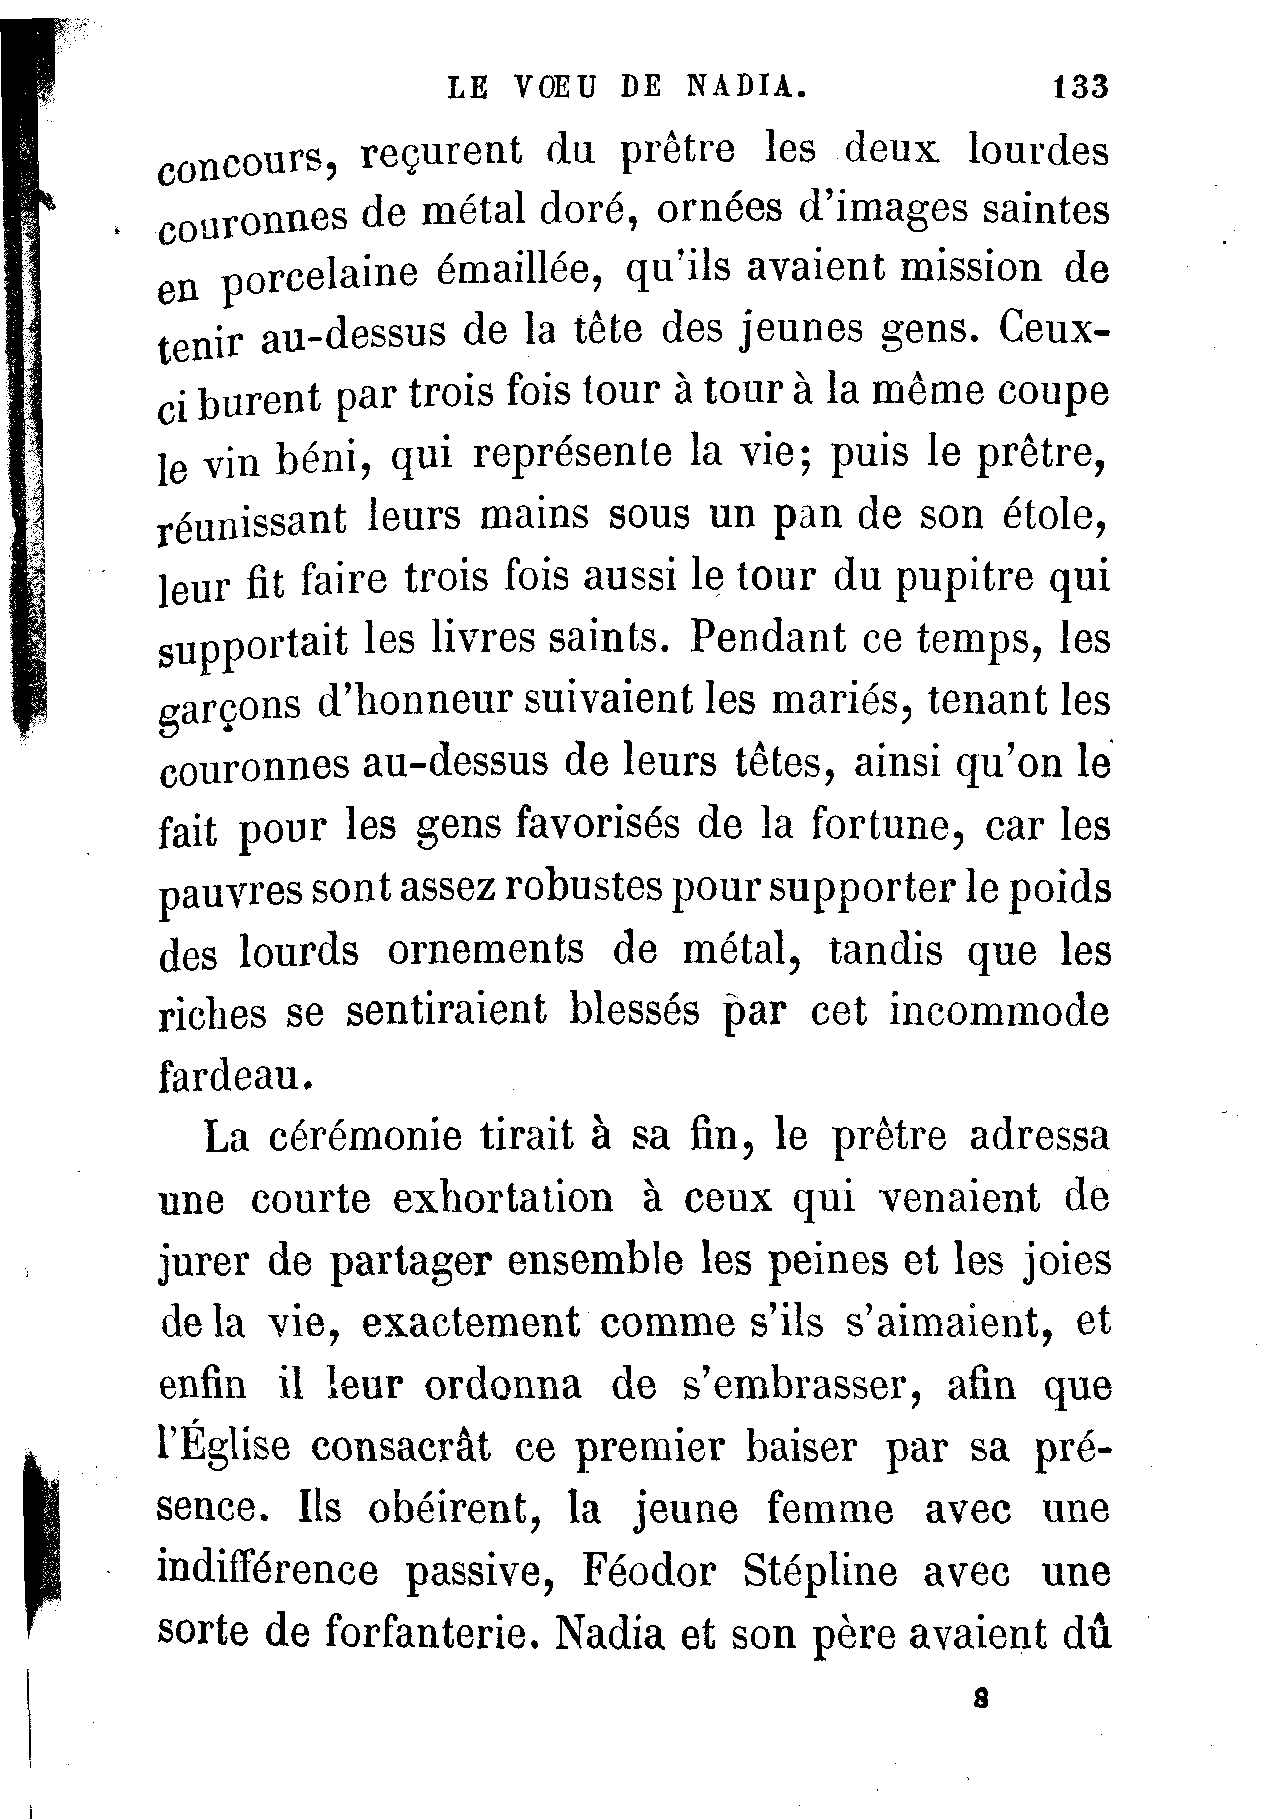 LE VŒU DE NADIA. 133
concours, reçurent du prêtre les deux lourdes
couronnes de métal doré, ornées d'images saintes
en porcelaine émaillée, qu'ils avaient mission de
tenir au-dessus de la tête des jeunes gens. Ceux-
ci burent par trois fois tour à tour à la même coupe
le vin béni, qui représente la vie; puis le prêtre,
réunissant leurs mains sous un pan de son étole,
leur fit faire trois fois aussi le tour du pupitre qui
supportait les livres saints. Pendant ce temps, les
garçons d'honneur suivaient les mariés, tenant les
couronnes au-dessus de leurs têtes, ainsi qu'on le
fait pour les gens favorisés de la fortune, car les
pauvres sont assez robustes pour supporter le poids
des lourds ornements de métal, tandis que les
riches se sentiraient blessés par cet incommode
fardeau.
La cérémonie tirait à sa fin, le prêtre adressa
une courte exhortation à ceux qui venaient de
jurer de partager ensemble les peines et les joies
de la vie, exactement comme s'ils s'aimaient, et
enfin il leur ordonna de s'embrasser, afin que
l'Église consacrât ce premier baiser par sa pré-
sence. Ils obéirent, la jeune femme avec une
indifférence passive, Féodor Stépline avec une
sorte de forfanterie. Nadia et son père avaient dû
8